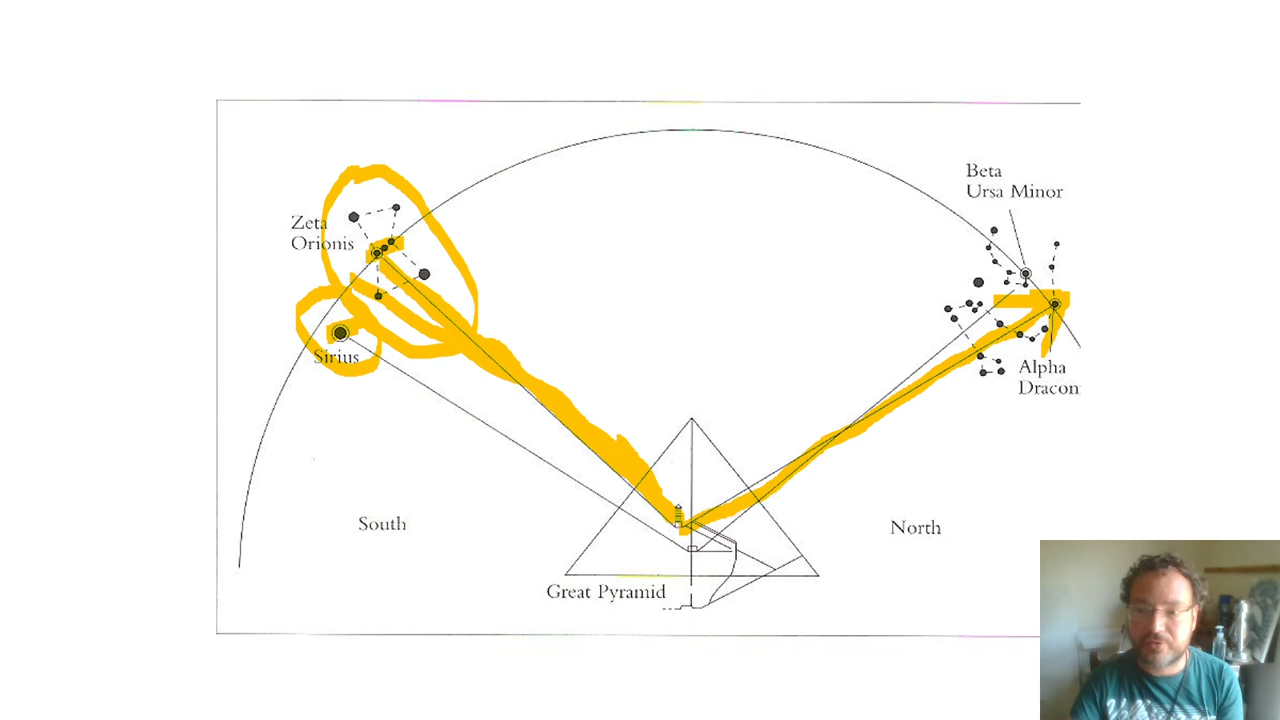 Beta
Ursa Minor
Zeta
Orionis
Sirius
Alpha
Dracon
South
North
Great Pyramid